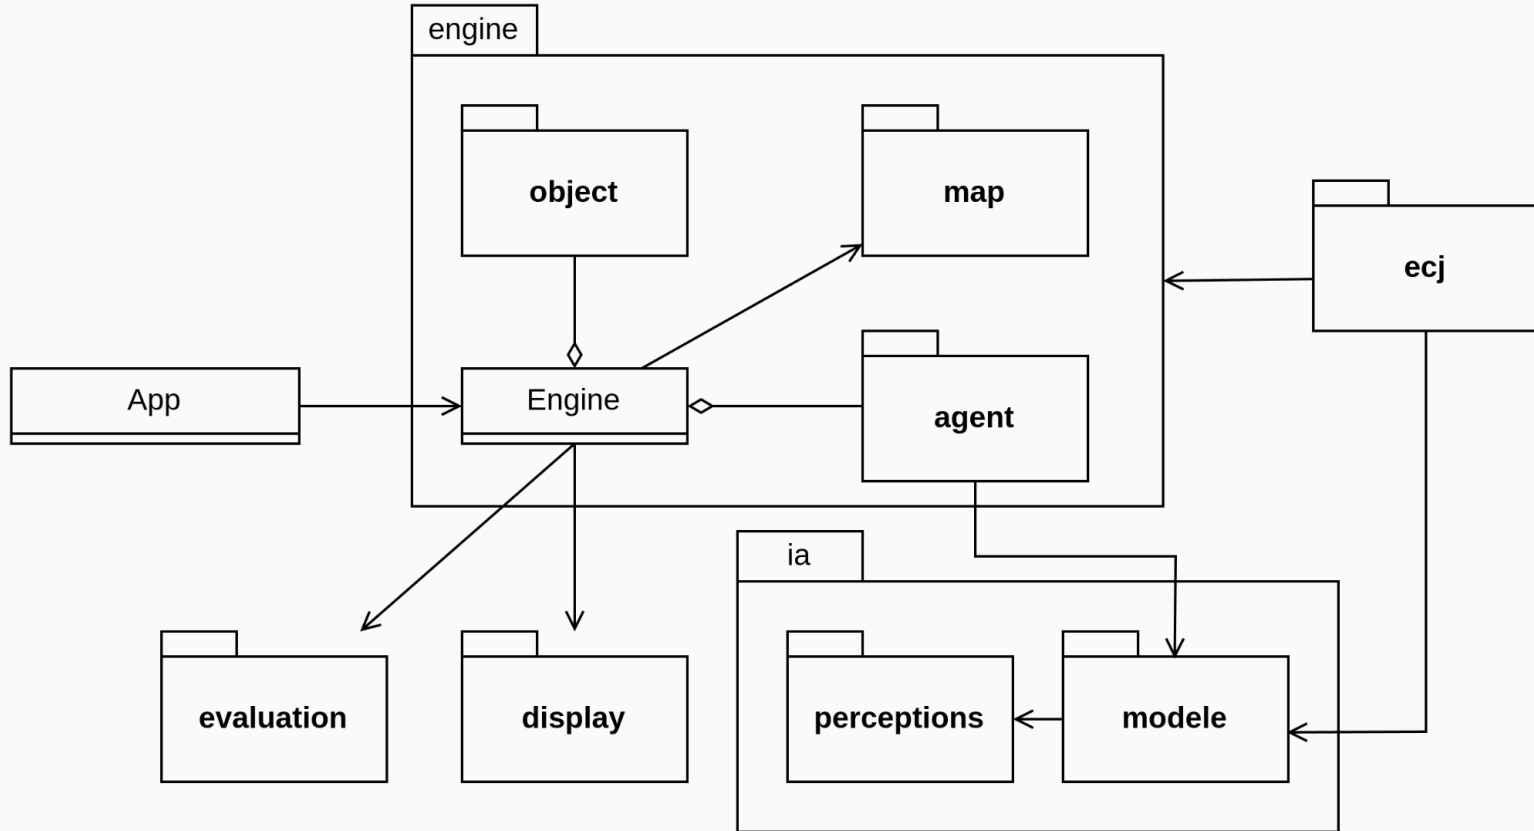 engine
object
map
ecj
App
Engine
agent
ia
evaluation
display
perceptions
modele